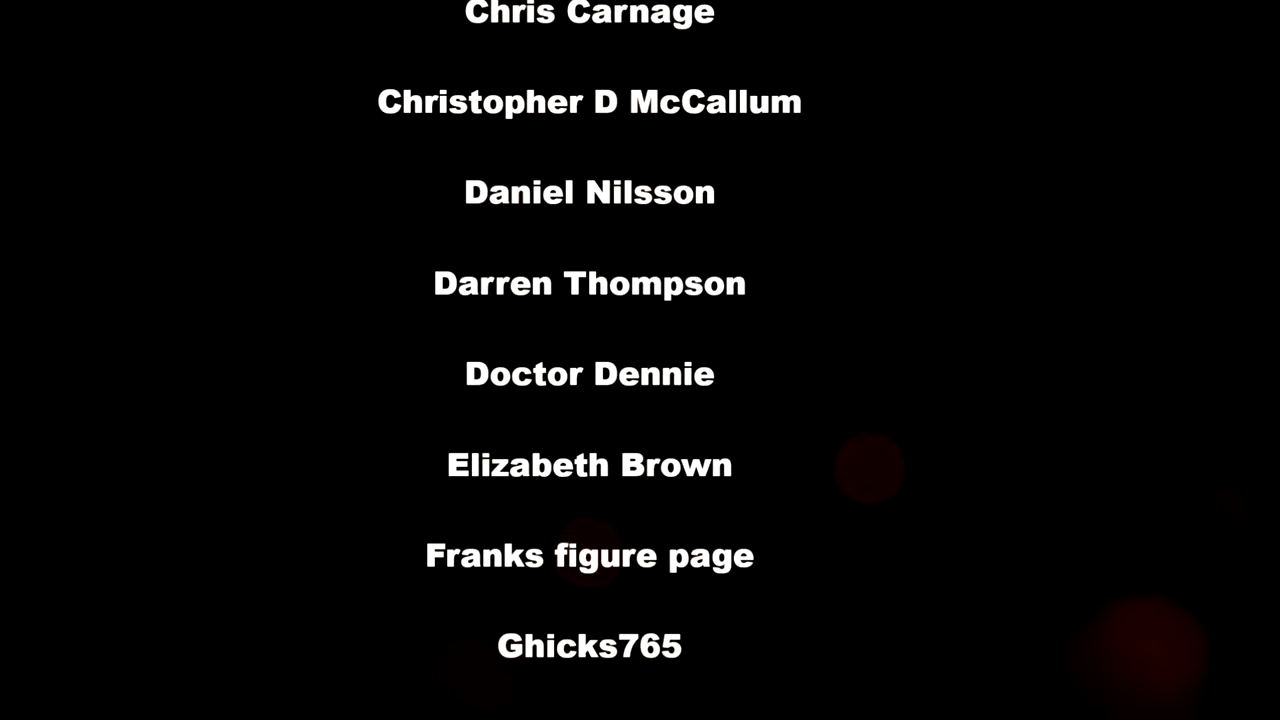 Chris Carnage
Christopher D McCallum
Daniel Nilsson
Darren Thompson
Doctor Dennie
Elizabeth Brown
Franks figure page
Ghicks765